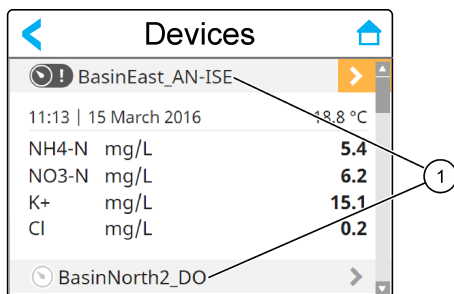 Devices
BasinEast_AN-ISE
11:13 | 15 March 2016 18.8 °C
NH4-N mg/L 5.4
NO3-N mg/L 6.2
K+ mg/L 15.1
Cl mg/L 0.2
BasinNorth2_DO
1